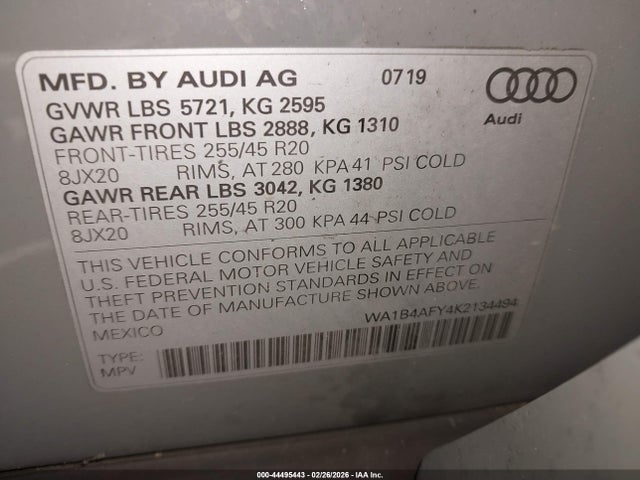 MFD. BY AUDI AG 0719
GVWR LBS 5721, KG 2595
GAWR FRONT LBS 2888, KG 1310
Audi
FRONT-TIRES 255/45 R20
8JX20 RIMS, AT 280 KPA 41 PSI COLD
GAWR REAR LBS 3042, KG 1380
REAR-TIRES 255/45 R20
8JX20 RIMS, AT 300 KPA 44 PSI COLD
THIS VEHICLE CONFORMS TO ALL APPLICABLE
U.S. FEDERAL MOTOR VEHICLE SAFETY AND
THEFT PREVENTION STANDARDS IN EFFECT ON
THE DATE OF MANUFACTURE SHOWN ABOVE.
MEXICO WA1B4AFY4K2134494
TYPE:
MPV
000-44495443 - 02/26/2026 - IAA Inc.